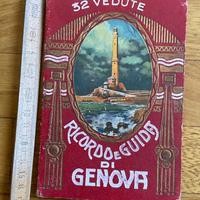 32 VEDUTE
RICORDO E GUIDA
DI
GENOVA